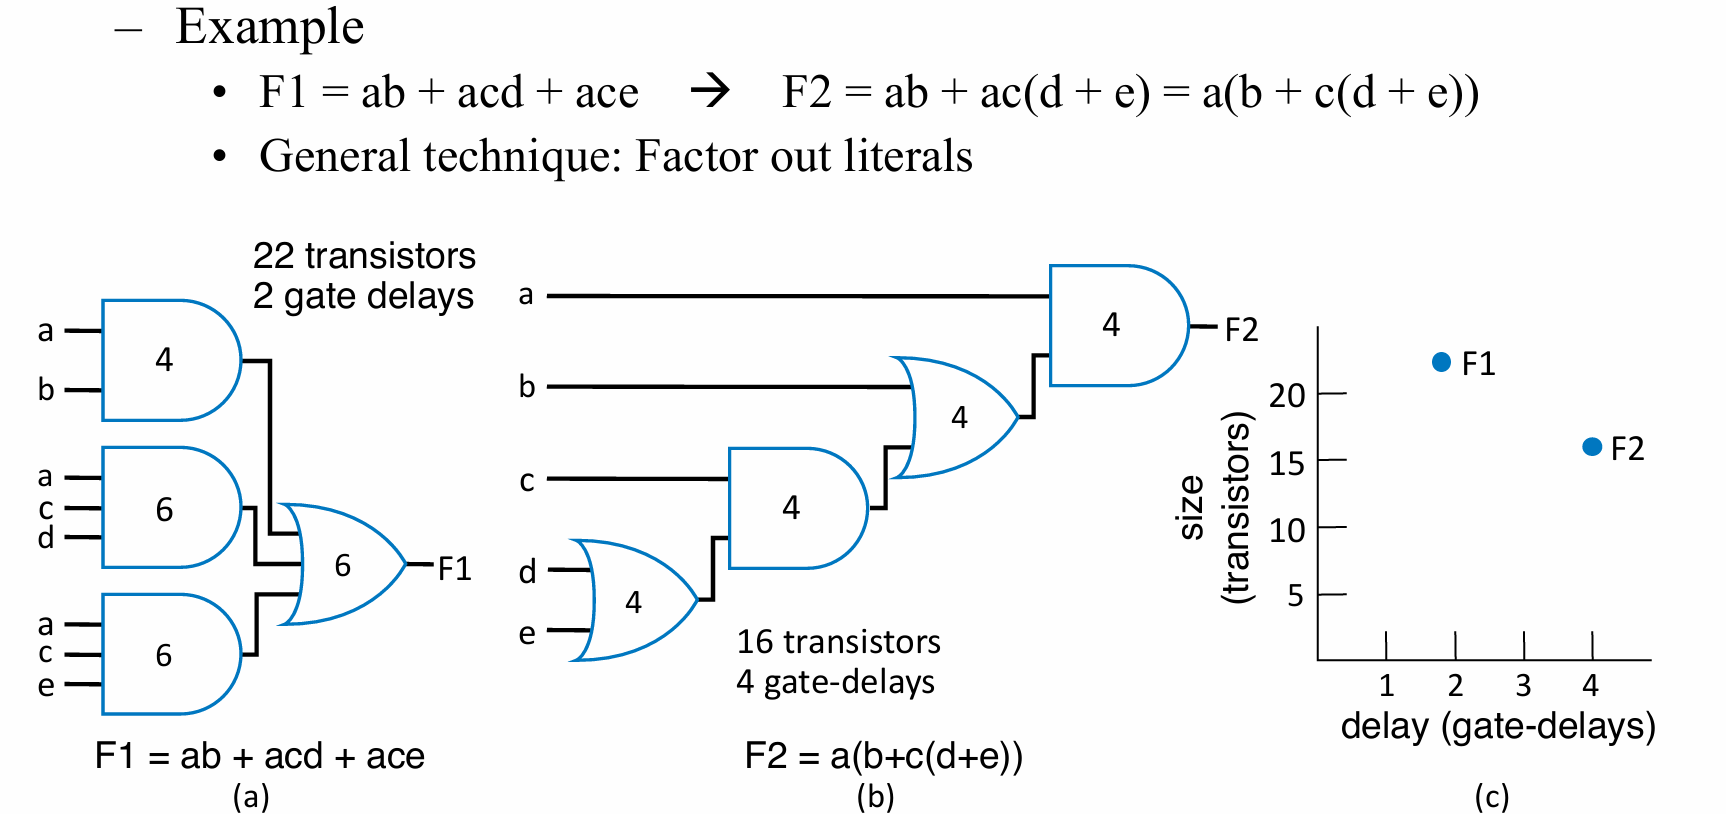 – Example
• F1 = ab + acd + ace → F2 = ab + ac(d + e) = a(b + c(d + e))
• General technique: Factor out literals
22 transistors
2 gate delays
a
b
4
a
c
d
6
a
c
e
6
6
F1
F1 = ab + acd + ace
(a)
a
b
c
d
e
4
4
4
4
F2
16 transistors
4 gate-delays
F2 = a(b+c(d+e))
(b)
size
(transistors)
20
15
10
5
F1
F2
1 2 3 4
delay (gate-delays)
(c)